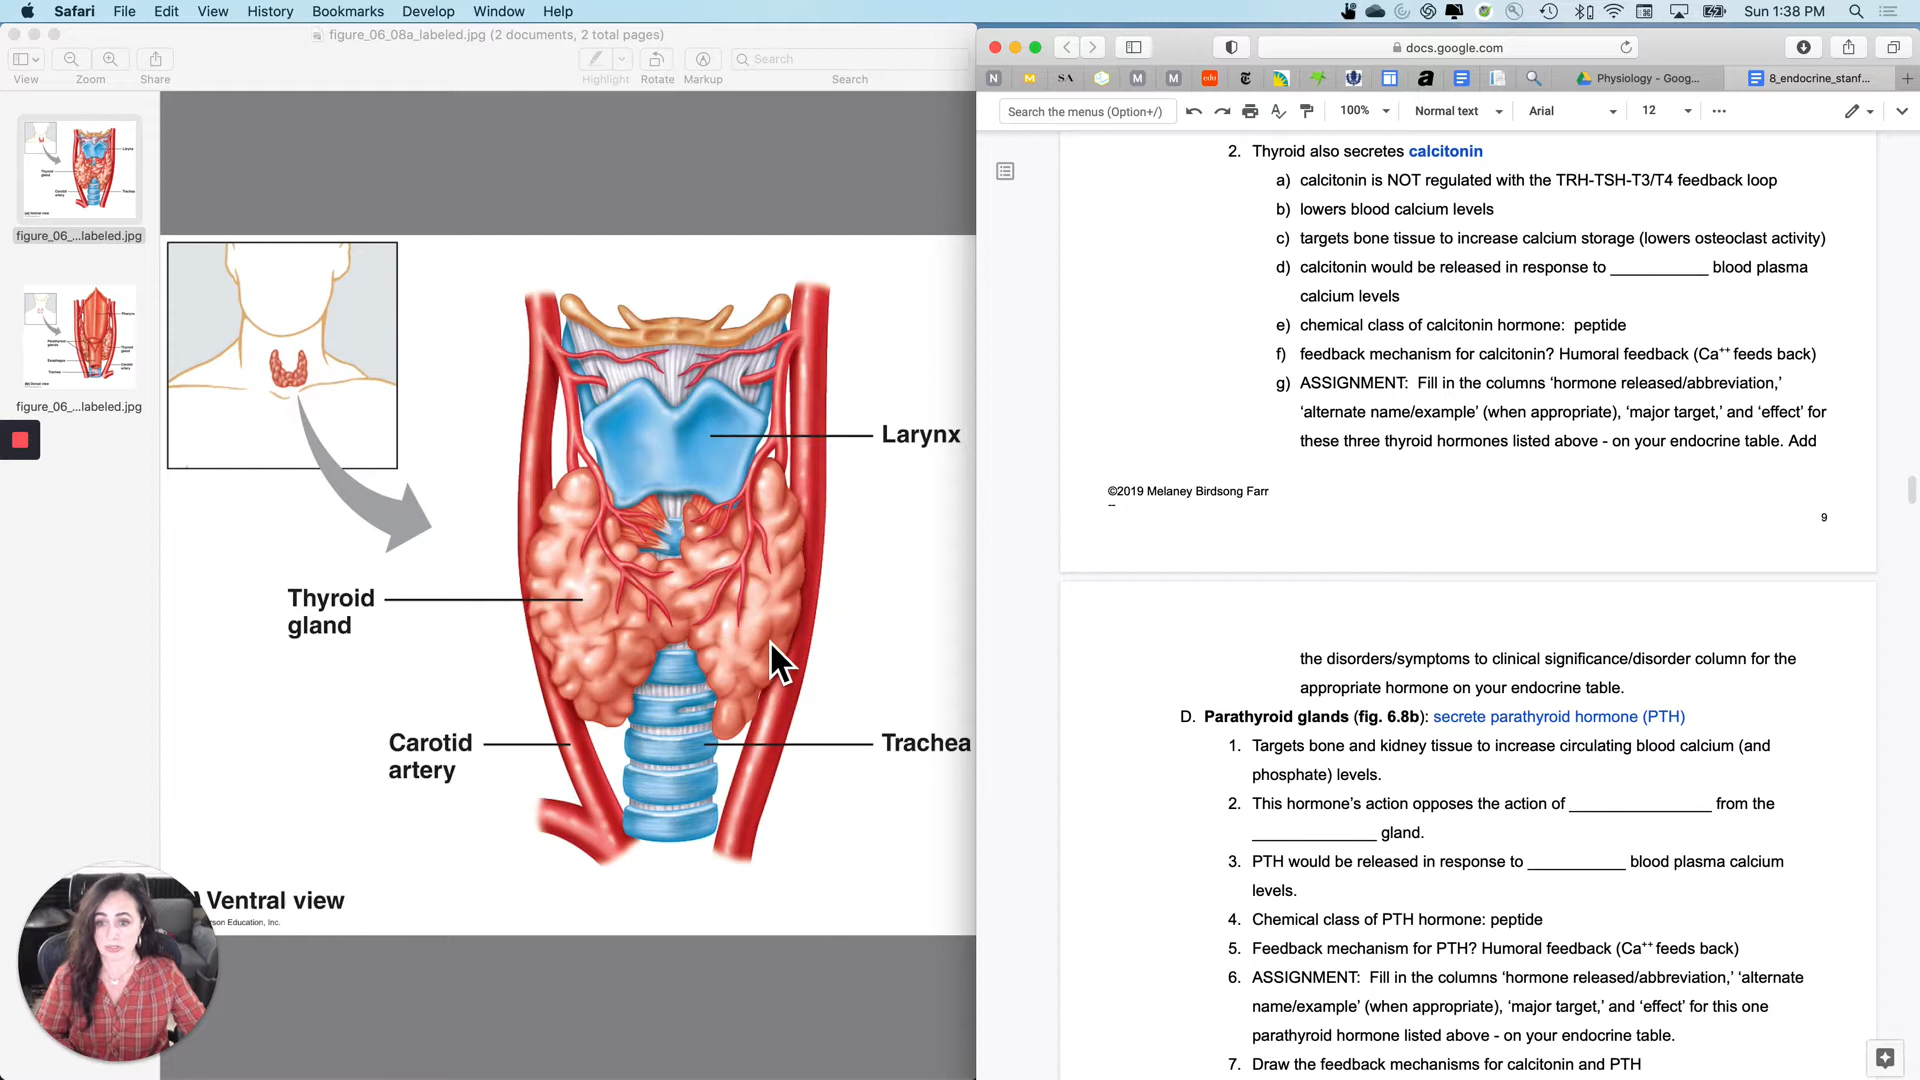 Safari File Edit View History Bookmarks Develop Window Help
Sun 1:38 PM
figure_06_08a_labeled.jpg (2 documents, 2 total pages)
View Zoom Share Highlight Rotate Markup Search
Search
figure_06_...labeled.jpg
figure_06_...labeled.jpg
Larynx
Thyroid
gland
Carotid
artery
Trachea
Ventral view
Education, Inc.
docs.google.com
Physiology - Goog...
8_endocrine_stanf...
Search the menus (Option+/)
100% Normal text Arial 12
2. Thyroid also secretes calcitonin
a) calcitonin is NOT regulated with the TRH-TSH-T3/T4 feedback loop
b) lowers blood calcium levels
c) targets bone tissue to increase calcium storage (lowers osteoclast activity)
d) calcitonin would be released in response to ___________ blood plasma
calcium levels
e) chemical class of calcitonin hormone: peptide
f) feedback mechanism for calcitonin? Humoral feedback (Ca⁺⁺ feeds back)
g) ASSIGNMENT: Fill in the columns ‘hormone released/abbreviation,’
‘alternate name/example’ (when appropriate), ‘major target,’ and ‘effect’ for
these three thyroid hormones listed above - on your endocrine table. Add
©2019 Melaney Birdsong Farr
9
the disorders/symptoms to clinical significance/disorder column for the
appropriate hormone on your endocrine table.
D. Parathyroid glands (fig. 6.8b): secrete parathyroid hormone (PTH)
1. Targets bone and kidney tissue to increase circulating blood calcium (and
phosphate) levels.
2. This hormone’s action opposes the action of ________________ from the
______________ gland.
3. PTH would be released in response to ___________ blood plasma calcium
levels.
4. Chemical class of PTH hormone: peptide
5. Feedback mechanism for PTH? Humoral feedback (Ca⁺⁺ feeds back)
6. ASSIGNMENT: Fill in the columns ‘hormone released/abbreviation,’ ‘alternate
name/example’ (when appropriate), ‘major target,’ and ‘effect’ for this one
parathyroid hormone listed above - on your endocrine table.
7. Draw the feedback mechanisms for calcitonin and PTH